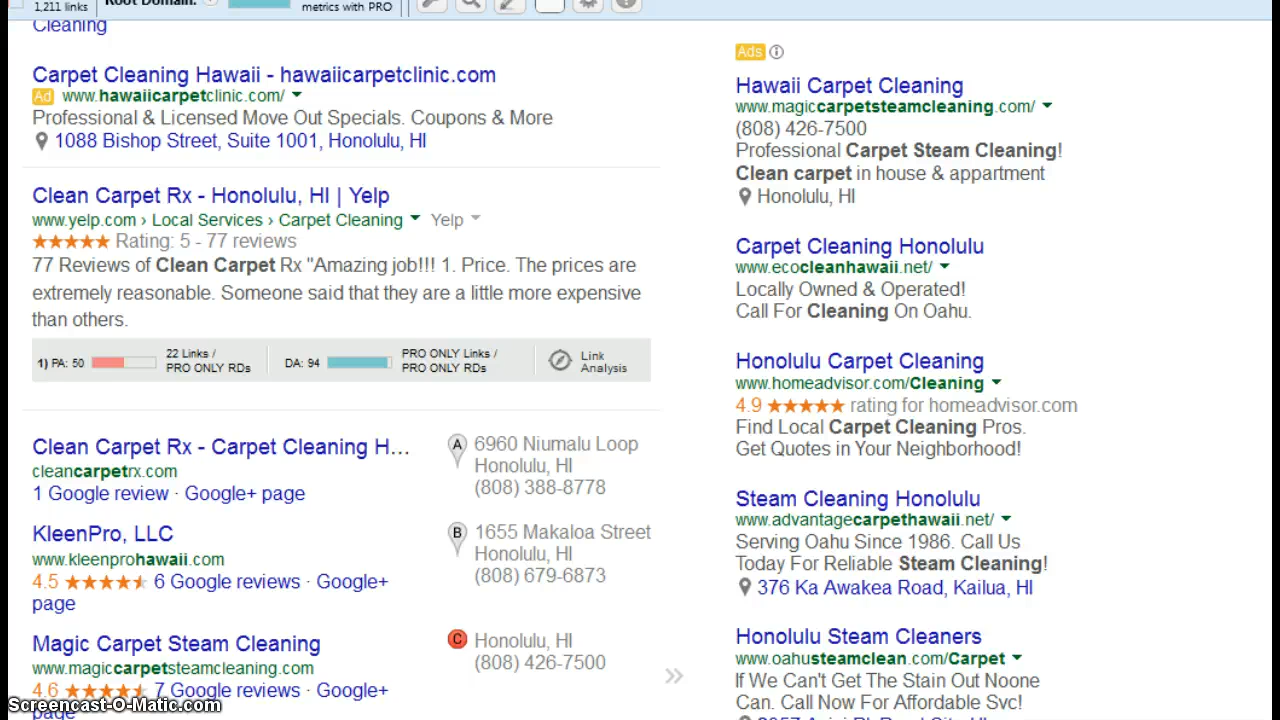 1,211 links
Root Domain:
metrics with PRO
Cleaning
Carpet Cleaning Hawaii - hawaiicarpetclinic.com
Ad www.hawaiicarpetclinic.com/
Professional & Licensed Move Out Specials. Coupons & More
1088 Bishop Street, Suite 1001, Honolulu, HI
Clean Carpet Rx - Honolulu, HI | Yelp
www.yelp.com › Local Services › Carpet Cleaning Yelp
Rating: 5 - 77 reviews
77 Reviews of Clean Carpet Rx "Amazing job!!! 1. Price. The prices are
extremely reasonable. Someone said that they are a little more expensive
than others.
1) PA: 50
22 Links /
PRO ONLY RDs
DA: 94
PRO ONLY Links /
PRO ONLY RDs
Link
Analysis
Clean Carpet Rx - Carpet Cleaning H...
cleancarpetrx.com
1 Google review · Google+ page
A 6960 Niumalu Loop
Honolulu, HI
(808) 388-8778
KleenPro, LLC
www.kleenprohawaii.com
4.5 6 Google reviews · Google+
page
B 1655 Makaloa Street
Honolulu, HI
(808) 679-6873
Magic Carpet Steam Cleaning
www.magiccarpetsteamcleaning.com
4.6 7 Google reviews · Google+
page
C Honolulu, HI
(808) 426-7500
»
Ads
Hawaii Carpet Cleaning
www.magiccarpetsteamcleaning.com/
(808) 426-7500
Professional Carpet Steam Cleaning!
Clean carpet in house & appartment
Honolulu, HI
Carpet Cleaning Honolulu
www.ecocleanhawaii.net/
Locally Owned & Operated!
Call For Cleaning On Oahu.
Honolulu Carpet Cleaning
www.homeadvisor.com/Cleaning
4.9 rating for homeadvisor.com
Find Local Carpet Cleaning Pros.
Get Quotes in Your Neighborhood!
Steam Cleaning Honolulu
www.advantagecarpethawaii.net/
Serving Oahu Since 1986. Call Us
Today For Reliable Steam Cleaning!
376 Ka Awakea Road, Kailua, HI
Honolulu Steam Cleaners
www.oahusteamclean.com/Carpet
If We Can't Get The Stain Out Noone
Can. Call Now For Affordable Svc!
Screencast-O-Matic.com